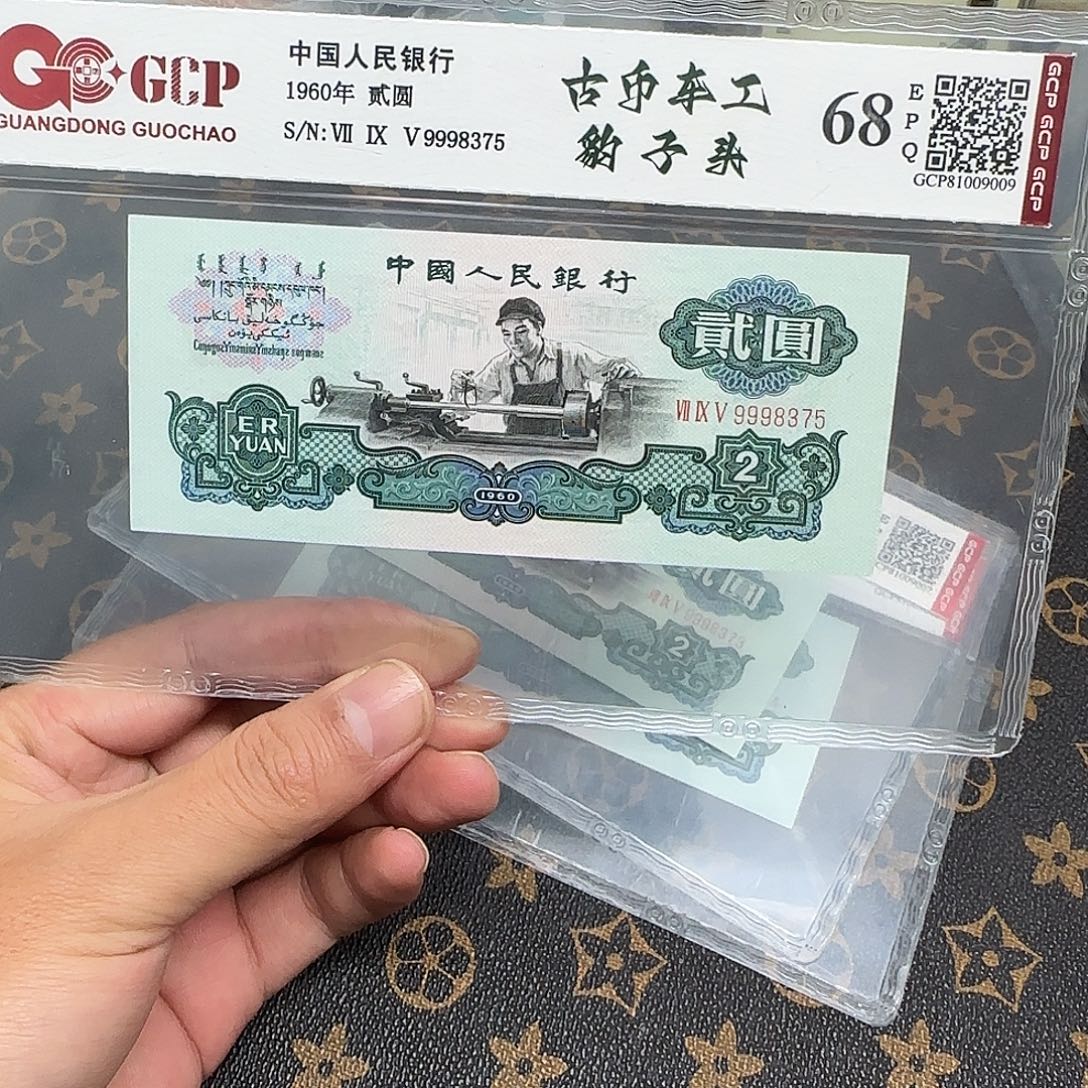 GCP
GUANGDONG GUOCHAO
中国人民银行
1960年 贰圆
S/N: Ⅶ Ⅸ Ⅴ 9998375
古币车工
豹子头
68
EPQ
GCP81009009
GCP GCP GCP
中國人民銀行
貳圓
Ⅶ Ⅸ Ⅴ 9998375
ER
YUAN
1960
2
2